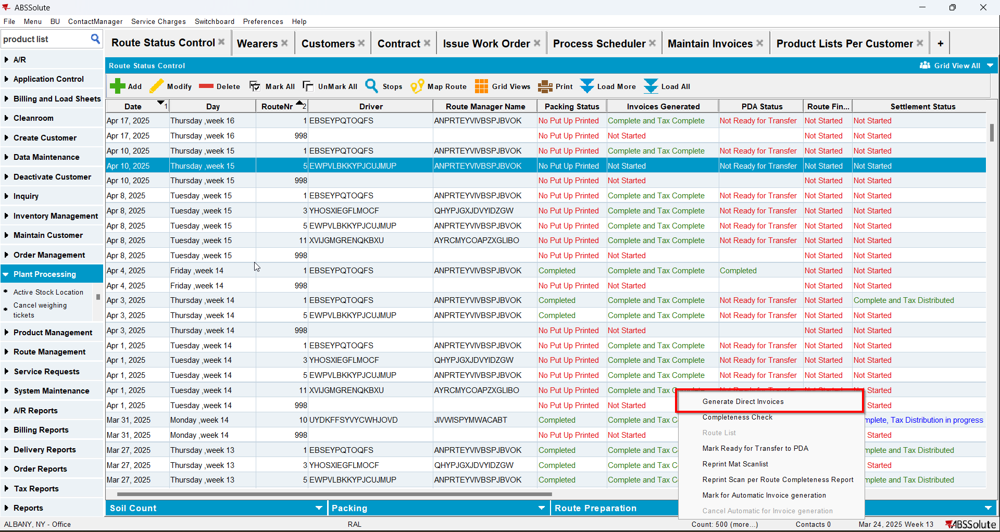 ABSSolute
File Menu BU ContactManager Service Charges Switchboard Preferences Help
product list
Route Status Control Wearers Customers Contract Issue Work Order Process Scheduler Maintain Invoices Product Lists Per Customer +
Route Status Control Grid View All
Add Modify Delete Mark All UnMark All Stops Map Route Grid Views Print Load More Load All
A/R
Application Control
Billing and Load Sheets
Cleanroom
Create Customer
Data Maintenance
Deactivate Customer
Inquiry
Inventory Management
Maintain Customer
Order Management
Plant Processing
Active Stock Location
Cancel weighing
tickets
Product Management
Route Management
Service Requests
System Maintenance
A/R Reports
Billing Reports
Delivery Reports
Order Reports
Tax Reports
Reports
Date 1 Day RouteNr 2 Driver Route Manager Name Packing Status Invoices Generated PDA Status Route Fin... Settlement Status
Apr 17, 2025 Thursday ,week 16 1 EBSEYPQTOQFS ANPRTEYVIVBSPJBVOK No Put Up Printed Complete and Tax Complete Not Ready for Transfer Not Started Not Started
Apr 17, 2025 Thursday ,week 16 998 No Put Up Printed Not Started Not Started Not Started
Apr 10, 2025 Thursday ,week 15 1 EBSEYPQTOQFS ANPRTEYVIVBSPJBVOK No Put Up Printed Complete and Tax Complete Not Ready for Transfer Not Started Not Started
Apr 10, 2025 Thursday ,week 15 5 EWPVLBKKYPJCUJMUP ANPRTEYVIVBSPJBVOK No Put Up Printed Not Started Not Ready for Transfer Not Started Not Started
Apr 10, 2025 Thursday ,week 15 998 No Put Up Printed Not Started Not Started Not Started
Apr 8, 2025 Tuesday ,week 15 1 EBSEYPQTOQFS ANPRTEYVIVBSPJBVOK No Put Up Printed Complete and Tax Complete Not Ready for Transfer Not Started Not Started
Apr 8, 2025 Tuesday ,week 15 3 YHOSXIEGFLMOCF QHYPJGXJDVYIDZGW No Put Up Printed Complete and Tax Complete Not Ready for Transfer Not Started Not Started
Apr 8, 2025 Tuesday ,week 15 5 EWPVLBKKYPJCUJMUP ANPRTEYVIVBSPJBVOK No Put Up Printed Complete and Tax Complete Not Ready for Transfer Not Started Not Started
Apr 8, 2025 Tuesday ,week 15 11 XVIJGMGRENQKBXU AYRCMYCOAPZXGLIBO No Put Up Printed Complete and Tax Complete Not Ready for Transfer Not Started Not Started
Apr 8, 2025 Tuesday ,week 15 998 No Put Up Printed Not Started Not Started Not Started
Apr 4, 2025 Friday ,week 14 1 EBSEYPQTOQFS ANPRTEYVIVBSPJBVOK Completed Complete and Tax Complete Completed Not Started Not Started
Apr 4, 2025 Friday ,week 14 998 No Put Up Printed Not Started Not Started Not Started
Apr 3, 2025 Thursday ,week 14 1 EBSEYPQTOQFS ANPRTEYVIVBSPJBVOK Completed Complete and Tax Complete Not Ready for Transfer Not Started Complete and Tax Distributed
Apr 3, 2025 Thursday ,week 14 5 EWPVLBKKYPJCUJMUP ANPRTEYVIVBSPJBVOK Completed Complete and Tax Complete Not Ready for Transfer Not Started Not Started
Apr 3, 2025 Thursday ,week 14 998 No Put Up Printed Not Started Not Started Not Started
Apr 1, 2025 Tuesday ,week 14 1 EBSEYPQTOQFS ANPRTEYVIVBSPJBVOK No Put Up Printed Complete and Tax Complete Not Ready for Transfer Not Started Not Started
Apr 1, 2025 Tuesday ,week 14 3 YHOSXIEGFLMOCF QHYPJGXJDVYIDZGW No Put Up Printed Complete and Tax Complete Not Ready for Transfer Not Started Not Started
Apr 1, 2025 Tuesday ,week 14 5 EWPVLBKKYPJCUJMUP ANPRTEYVIVBSPJBVOK No Put Up Printed Complete and Tax Complete Not Ready for Transfer Not Started Not Started
Apr 1, 2025 Tuesday ,week 14 11 XVIJGMGRENQKBXU AYRCMYCOAPZXGLIBO No Put Up Printed Complete and Tax Started
Apr 1, 2025 Tuesday ,week 14 998 No Put Up Printed Not Started Started
Mar 31, 2025 Monday ,week 14 10 UYDKFFSYVYCWHJOVD JIVWISPYMWACABT Completed Complete and Tax C mplete, Tax Distribution in progress
Mar 31, 2025 Monday ,week 14 998 No Put Up Printed Not Started Started
Mar 27, 2025 Thursday ,week 13 1 EBSEYPQTOQFS ANPRTEYVIVBSPJBVOK Completed Complete and Tax C mplete and Tax Distributed
Mar 27, 2025 Thursday ,week 13 3 YHOSXIEGFLMOCF QHYPJGXJDVYIDZGW Completed Complete and Tax C Started
Mar 27, 2025 Thursday ,week 13 5 EWPVLBKKYPJCUJMUP ANPRTEYVIVBSPJBVOK Completed Complete and Tax C mplete and Tax Distributed
Generate Direct Invoices
Completeness Check
Route List
Mark Ready for Transfer to PDA
Reprint Mat Scanlist
Reprint Scan per Route Completeness Report
Mark for Automatic Invoice generation
Cancel Automatic for Invoice generation
Soil Count Packing Route Preparation
ALBANY, NY - Office RAL Count: 500 (more...) Contacts 0 Mar 24, 2025 Week 13 ABSSolute